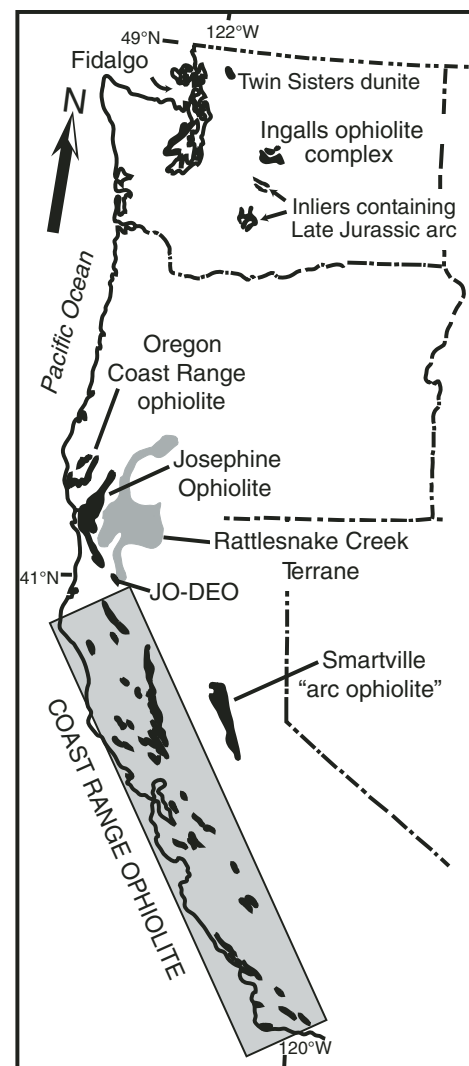 49°N
122°W
Fidalgo
Twin Sisters dunite
N
Ingalls ophiolite
complex
Inliers containing
Late Jurassic arc
Pacific Ocean
Oregon
Coast Range
ophiolite
Josephine
Ophiolite
Rattlesnake Creek
Terrane
41°N
JO-DEO
Smartville
“arc ophiolite”
COAST RANGE OPHIOLITE
120°W